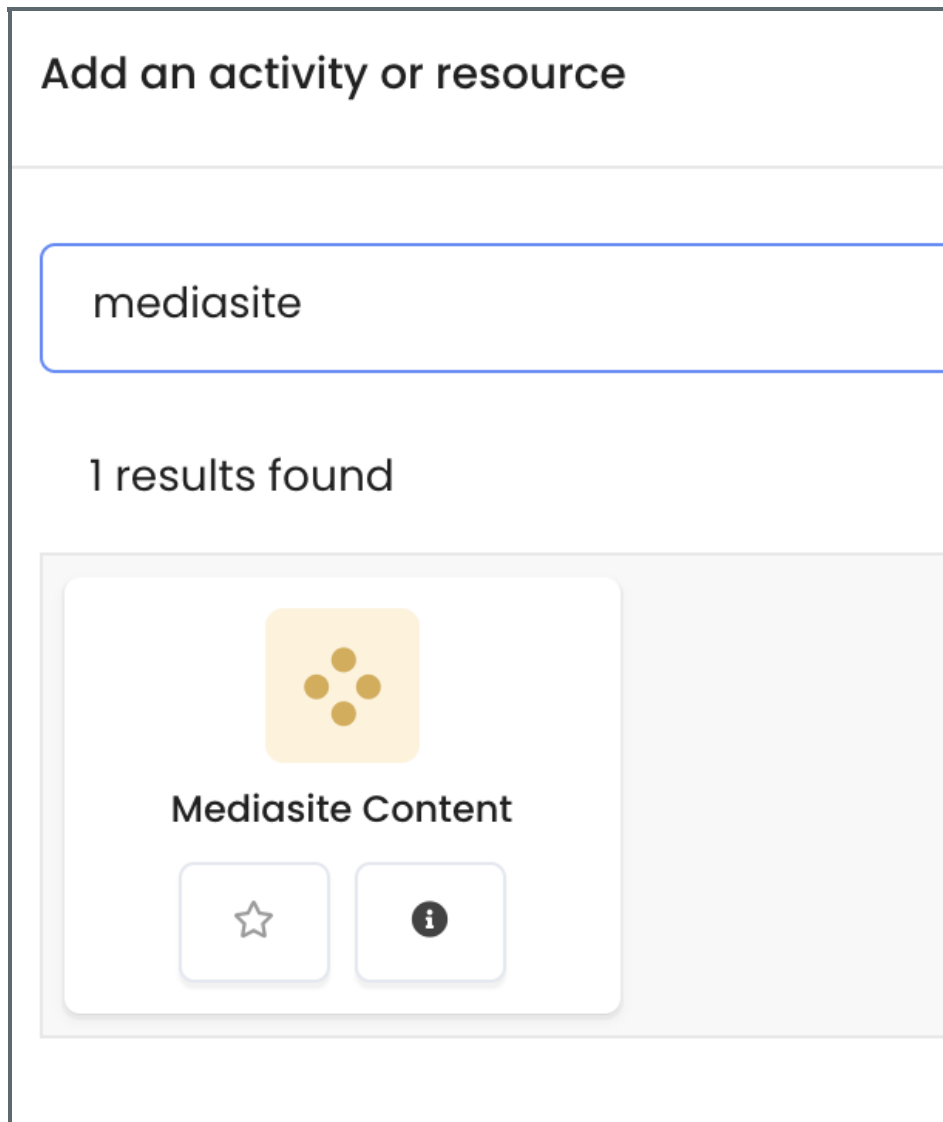 Add an activity or resource
mediasite
1 results found
Mediasite Content